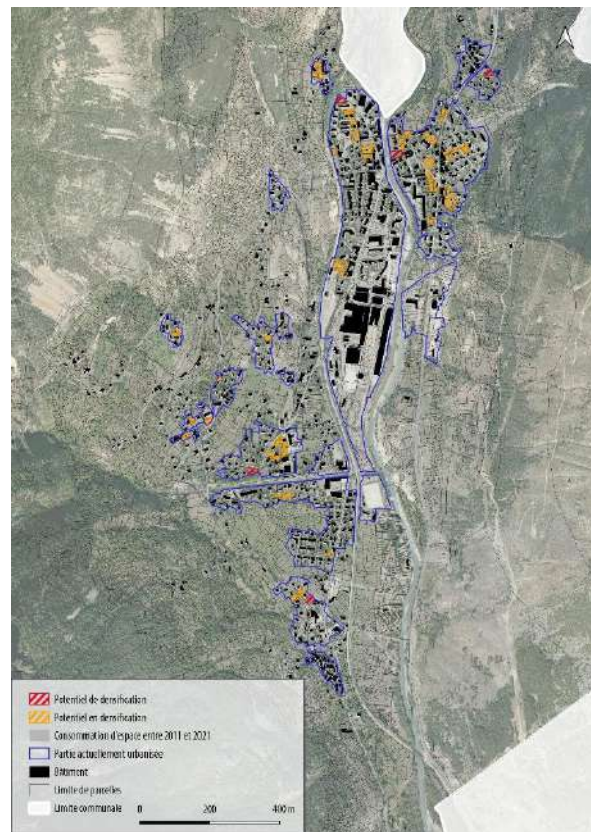 Potentiel de densification
Potentiel en densification
Consommation d'espace entre 2011 et 2021
Partie actuellement urbanisée
Bâtiment
Limite de parcelles
Limite communale
0 200 400 m